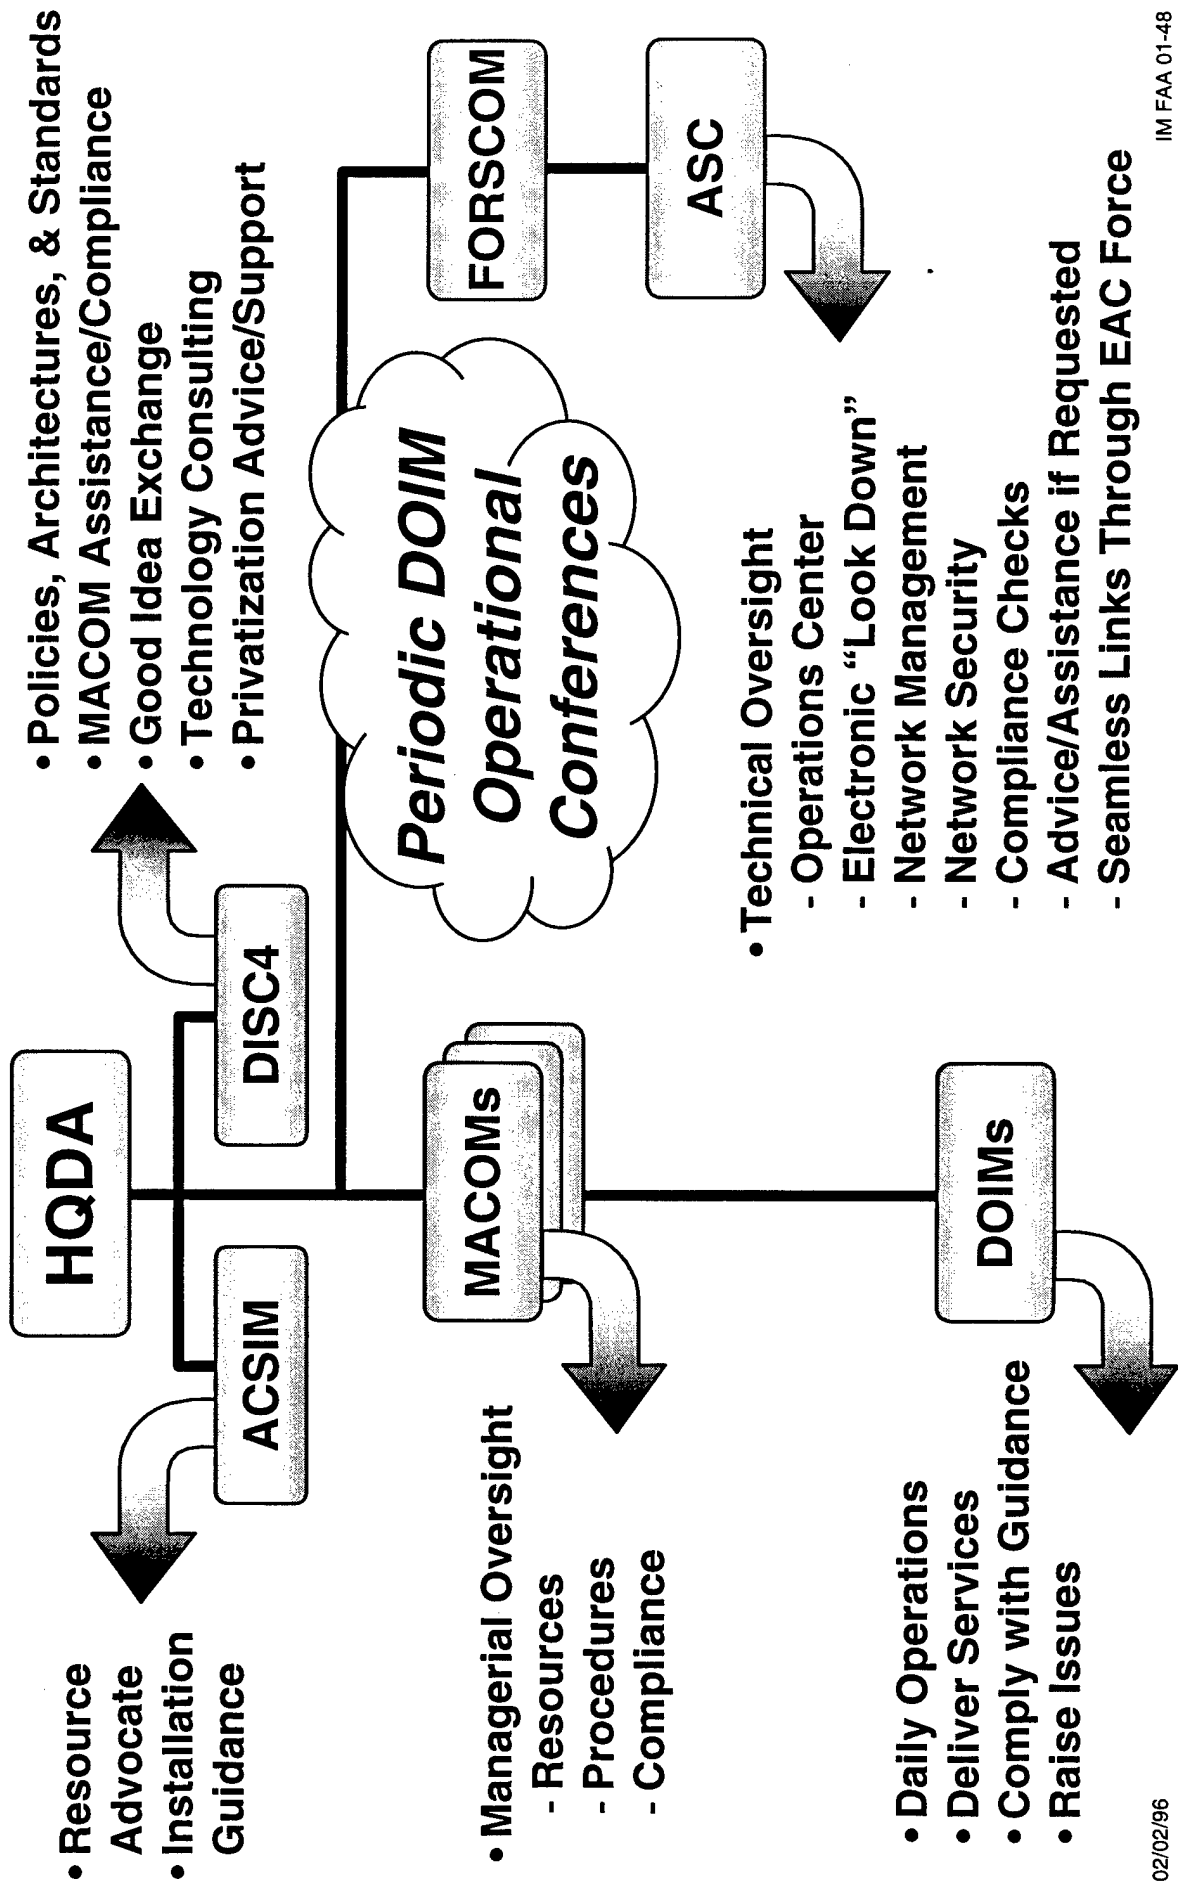 HQDA
ACSIM
DISC4
• Resource
Advocate
• Installation
Guidance
• Policies, Architectures, & Standards
• MACOM Assistance/Compliance
• Good Idea Exchange
• Technology Consulting
• Privatization Advice/Support
MACOMs
FORSCOM
ASC
Periodic DOIM
Operational
Conferences
• Managerial Oversight
- Resources
- Procedures
- Compliance
• Technical Oversight
- Operations Center
- Electronic “Look Down”
- Network Management
- Network Security
- Compliance Checks
- Advice/Assistance if Requested
- Seamless Links Through EAC Force
DOIMs
• Daily Operations
• Deliver Services
• Comply with Guidance
• Raise Issues
02/02/96
IM FAA 01-48